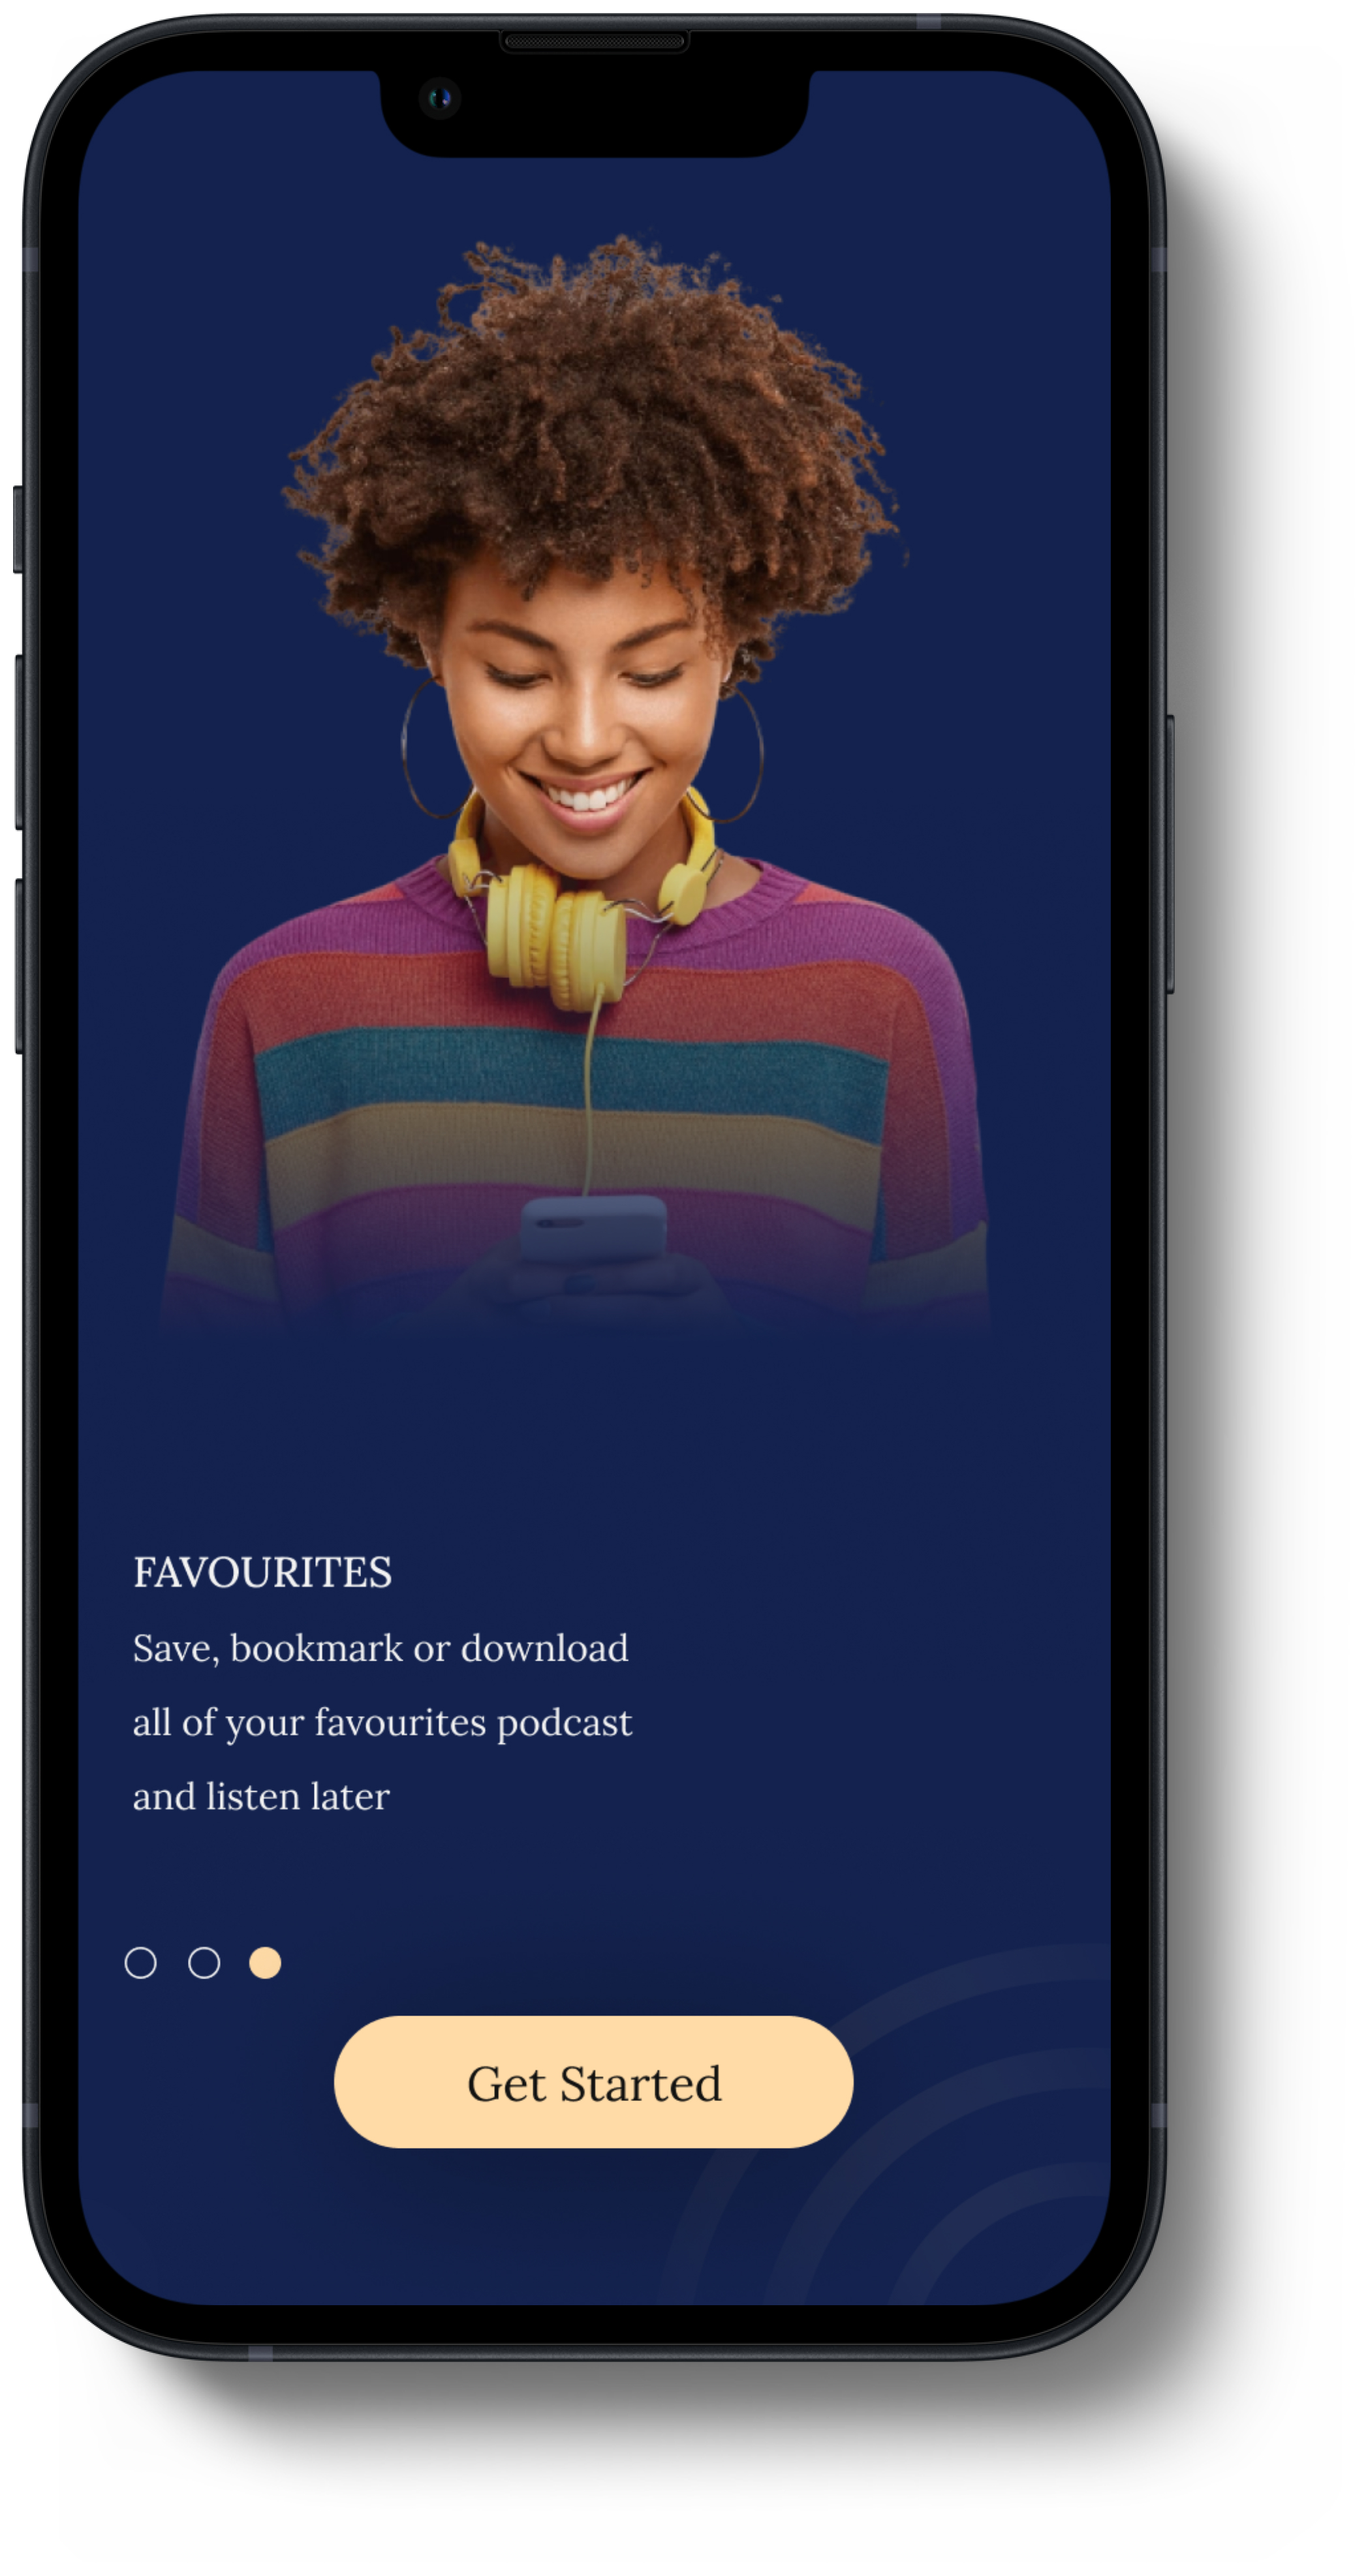 FAVOURITES
Save, bookmark or download
all of your favourites podcast
and listen later
Get Started